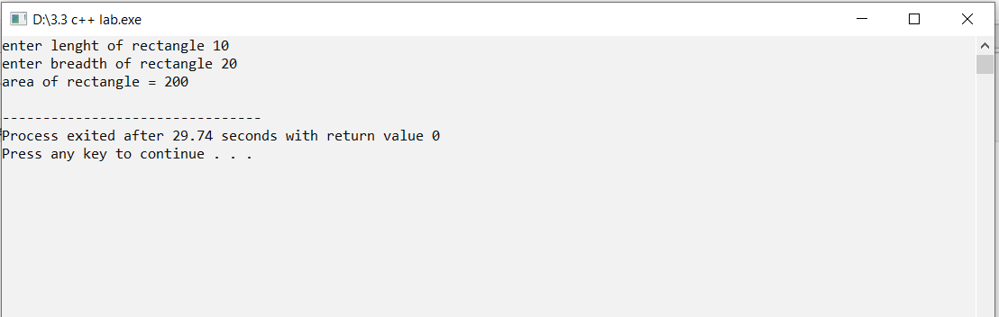 D:\3.3 c++ lab.exe
enter lenght of rectangle 10
enter breadth of rectangle 20
area of rectangle = 200
--------------------------------
Process exited after 29.74 seconds with return value 0
Press any key to continue . . .